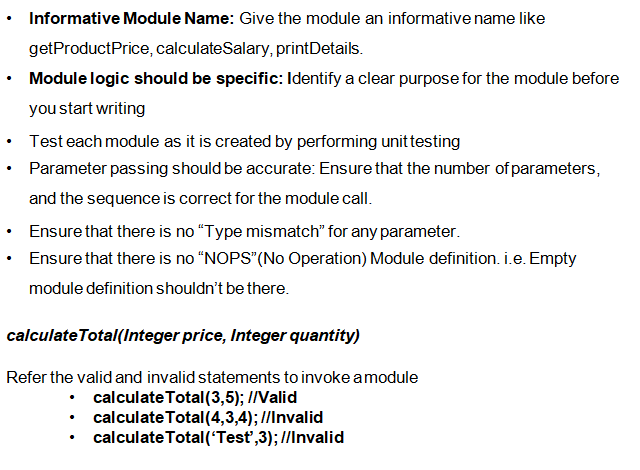 • Informative Module Name: Give the module an informative name like
getProductPrice, calculateSalary, printDetails.
• Module logic should be specific: Identify a clear purpose for the module before
you start writing
• Test each module as it is created by performing unit testing
• Parameter passing should be accurate: Ensure that the number of parameters,
and the sequence is correct for the module call.
• Ensure that there is no “Type mismatch” for any parameter.
• Ensure that there is no “NOPS”(No Operation) Module definition. i.e. Empty
module definition shouldn’t be there.
calculateTotal(Integer price, Integer quantity)
Refer the valid and invalid statements to invoke a module
• calculateTotal(3,5); //Valid
• calculateTotal(4,3,4); //Invalid
• calculateTotal(‘Test’,3); //Invalid